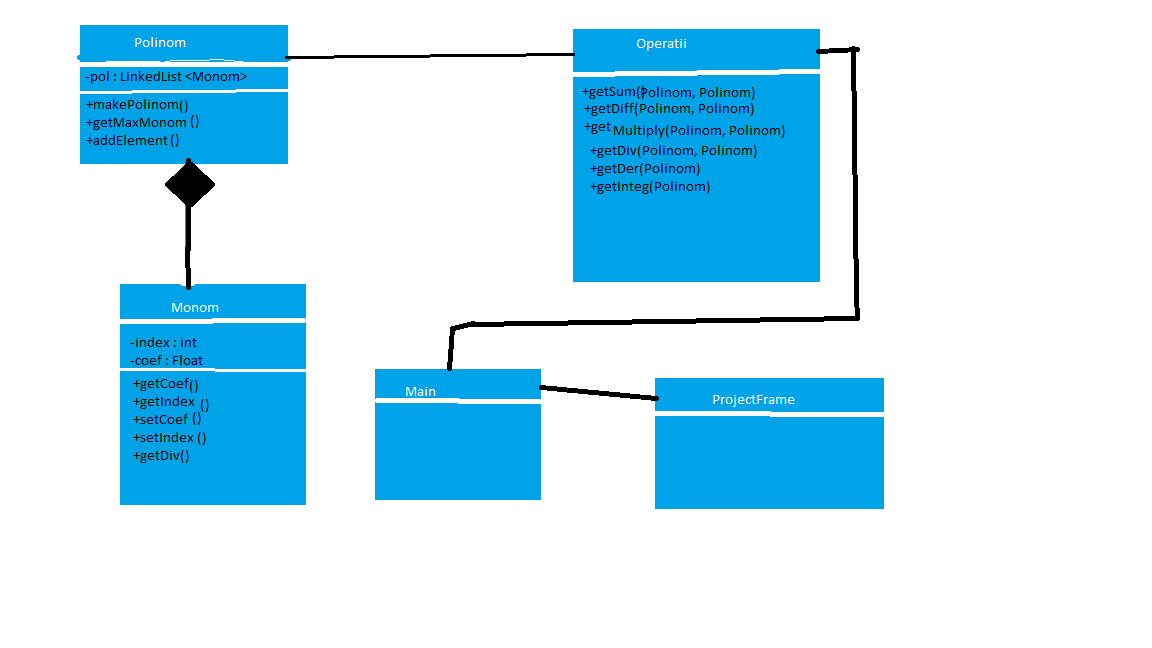 Polinom
-pol : LinkedList <Monom>
+makePolinom()
+getMaxMonom ()
+addElement ()
Operatii
+getSum(Polinom, Polinom)
+getDiff(Polinom, Polinom)
+get Multiply(Polinom, Polinom)
+getDiv(Polinom, Polinom)
+getDer(Polinom)
+getInteg(Polinom)
Monom
-index : int
-coef : Float
+getCoef()
+getIndex ()
+setCoef ()
+setIndex ()
+getDiv()
Main
ProjectFrame